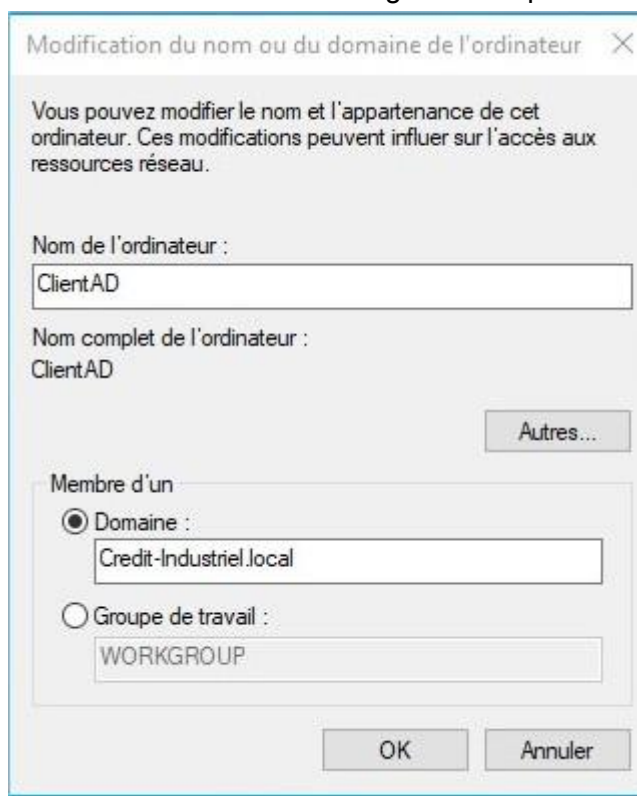 Modification du nom ou du domaine de l'ordinateur
Vous pouvez modifier le nom et l'appartenance de cet
ordinateur. Ces modifications peuvent influer sur l'accès aux
ressources réseau.
Nom de l'ordinateur :
ClientAD
Nom complet de l'ordinateur :
ClientAD
Autres...
Membre d'un
Domaine :
Credit-Industriel.local
Groupe de travail :
WORKGROUP
OK Annuler